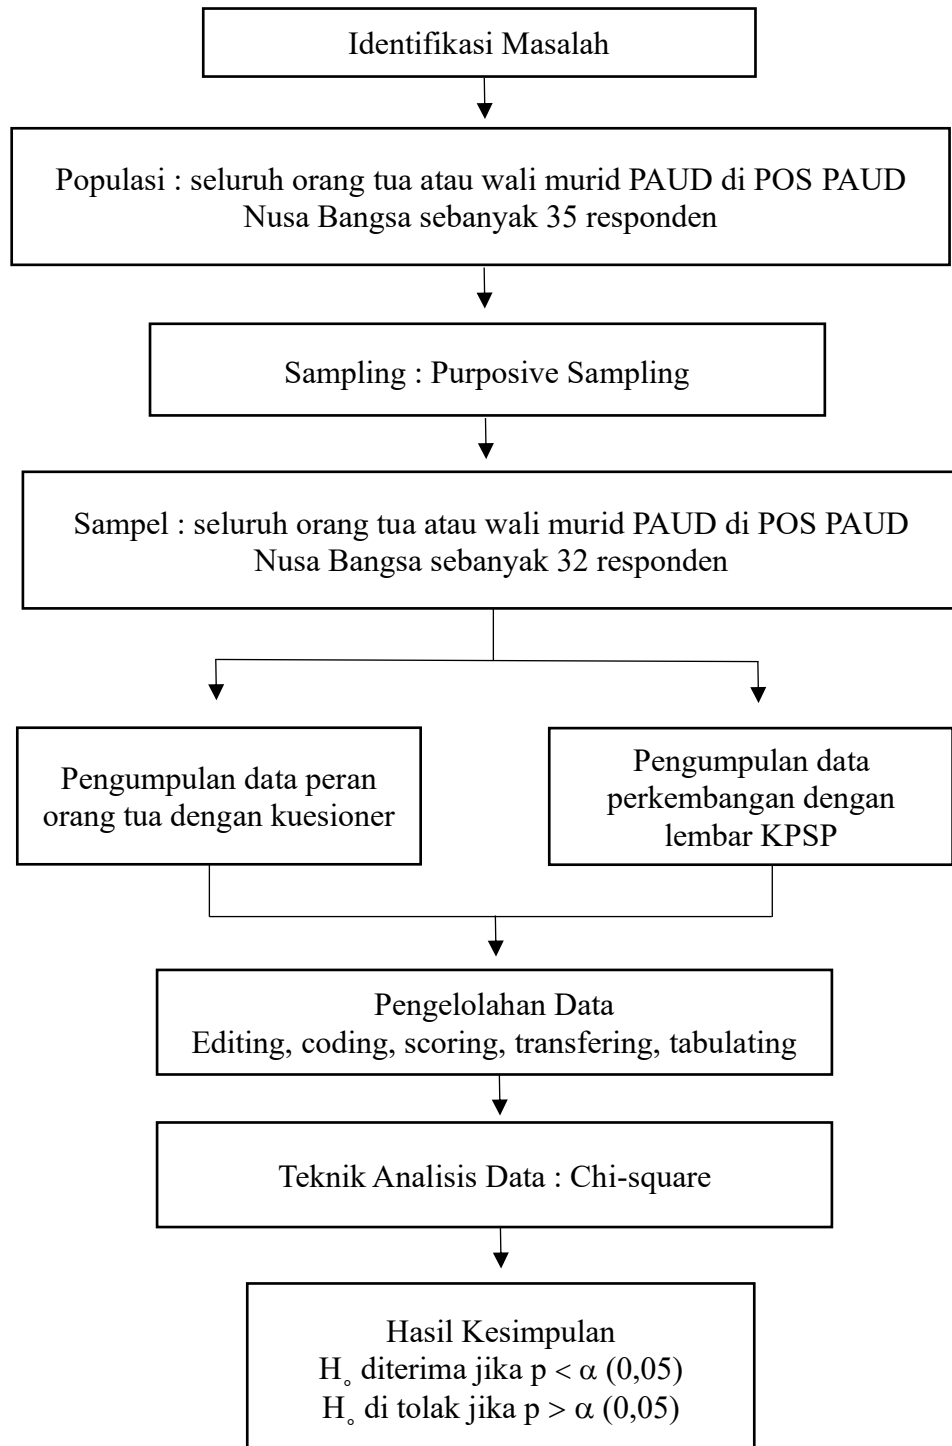 Identifikasi Masalah
Populasi : seluruh orang tua atau wali murid PAUD di POS PAUD
Nusa Bangsa sebanyak 35 responden
Sampling : Purposive Sampling
Sampel : seluruh orang tua atau wali murid PAUD di POS PAUD
Nusa Bangsa sebanyak 32 responden
Pengumpulan data peran
orang tua dengan kuesioner
Pengumpulan data
perkembangan dengan
lembar KPSP
Pengelolahan Data
Editing, coding, scoring, transfering, tabulating
Teknik Analisis Data : Chi-square
Hasil Kesimpulan
H˳ diterima jika p < α (0,05)
H˳ di tolak jika p > α (0,05)